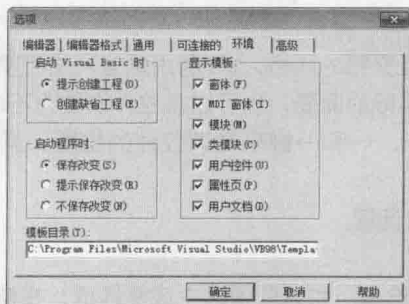 选项
编辑器 编辑器格式 通用 可连接的 环境 高级
启动 Visual Basic 时
提示创建工程(O)
创建缺省工程(E)
启动程序时:
保存改变(S)
提示保存改变(R)
不保存改变(N)
显示模板:
窗体(F)
MDI 窗体(I)
模块(M)
类模块(C)
用户控件(U)
属性页(P)
用户文档(D)
模板目录(T):
C:\Program Files\Microsoft Visual Studio\VB98\Templa
确定 取消 帮助